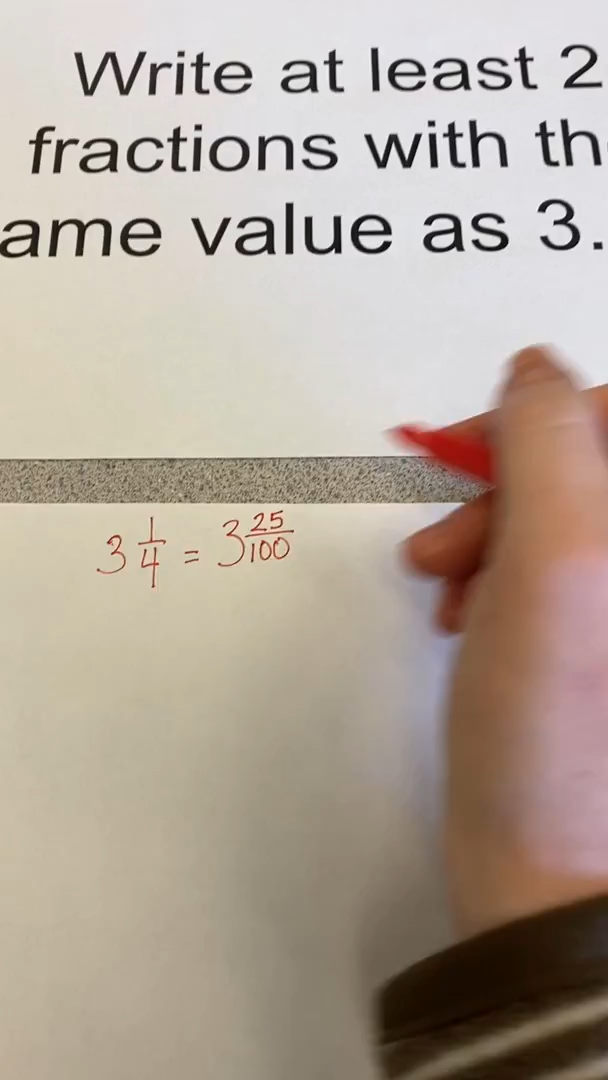 Write at least 2
fractions with th
ame value as 3.
3 1/4 = 3 25/100